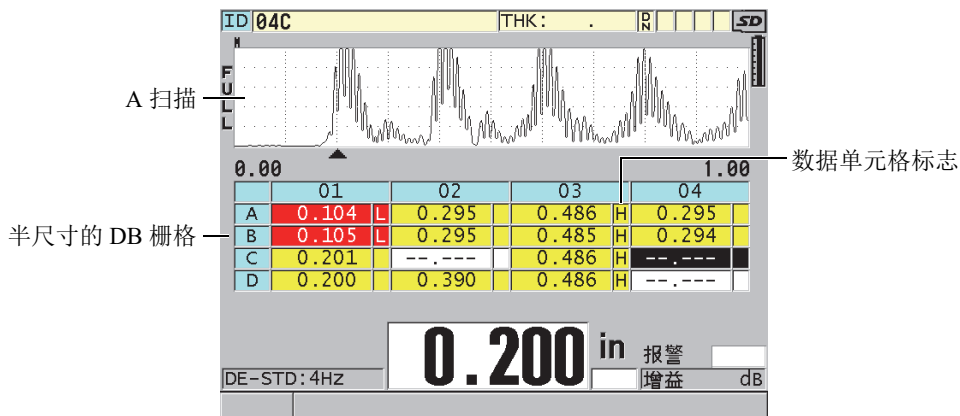 ID 04C THK: . DN SD
N
FULL
A 扫描
0.00 1.00
数据单元格标志
01 02 03 04
A 0.104 L 0.295 0.486 H 0.295
半尺寸的 DB 栅格
B 0.105 L 0.295 0.485 H 0.294
C 0.201 --.--- 0.486 H --.---
D 0.200 0.390 0.486 H --.---
0.200 in
报警
DE-STD:4Hz 增益 dB